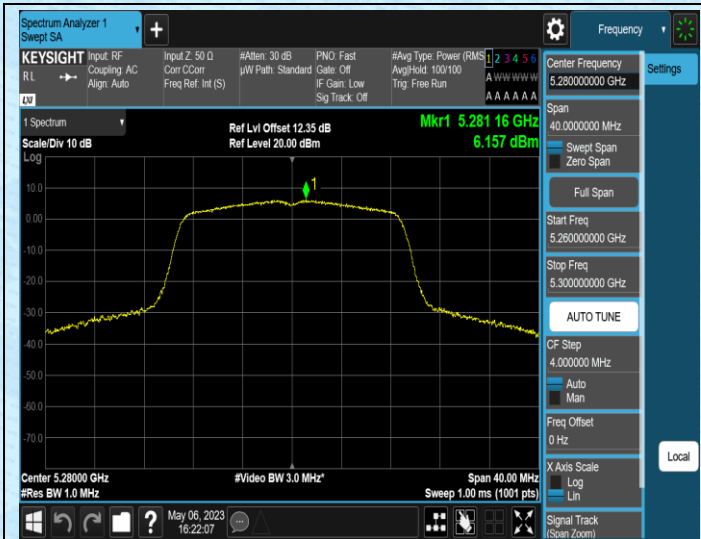 Spectrum Analyzer 1
Swept SA
+
Frequency
KEYSIGHT
R L
LXI
Input: RF
Coupling: AC
Align: Auto
Input Z: 50 Ω
Corr CCorr
Freq Ref: Int (S)
#Atten: 30 dB
µW Path: Standard
PNO: Fast
Gate: Off
IF Gain: Low
Sig Track: Off
#Avg Type: Power (RMS
Avg|Hold: 100/100
Trig: Free Run
1 2 3 4 5 6
A W W W W W
A A A A A A
1 Spectrum
Scale/Div 10 dB
Log
Ref Lvl Offset 12.35 dB
Ref Level 20.00 dBm
Mkr1 5.281 16 GHz
6.157 dBm
1
10.0
0.00
-10.0
-20.0
-30.0
-40.0
-50.0
-60.0
-70.0
Center 5.28000 GHz
#Res BW 1.0 MHz
#Video BW 3.0 MHz*
Span 40.00 MHz
Sweep 1.00 ms (1001 pts)
?
May 06, 2023
16:22:07
Center Frequency
5.280000000 GHz
Settings
Span
40.0000000 MHz
Swept Span
Zero Span
Full Span
Start Freq
5.260000000 GHz
Stop Freq
5.300000000 GHz
AUTO TUNE
CF Step
4.000000 MHz
Auto
Man
Freq Offset
0 Hz
X Axis Scale
Log
Lin
Local
Signal Track
(Span Zoom)